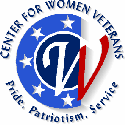 CENTER FOR WOMEN VETERANS
W
Pride, Patriotism, Service